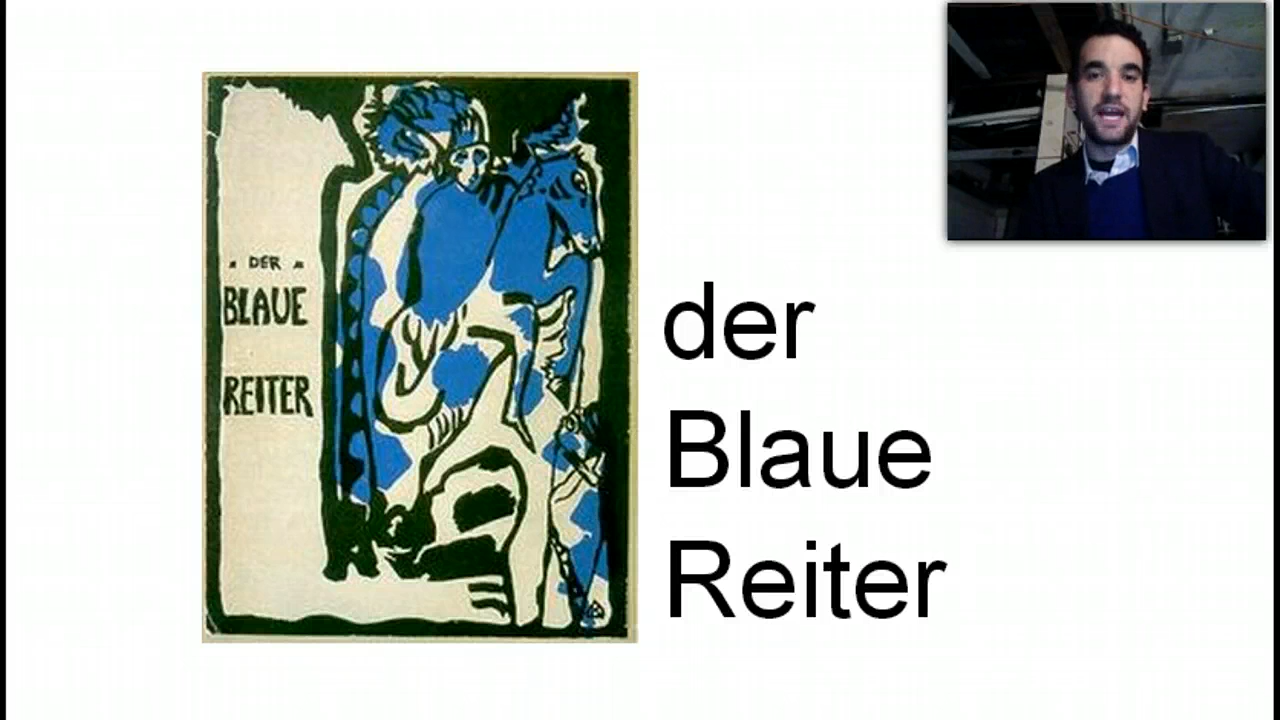 DER
BLAUE
REITER
der
Blaue
Reiter